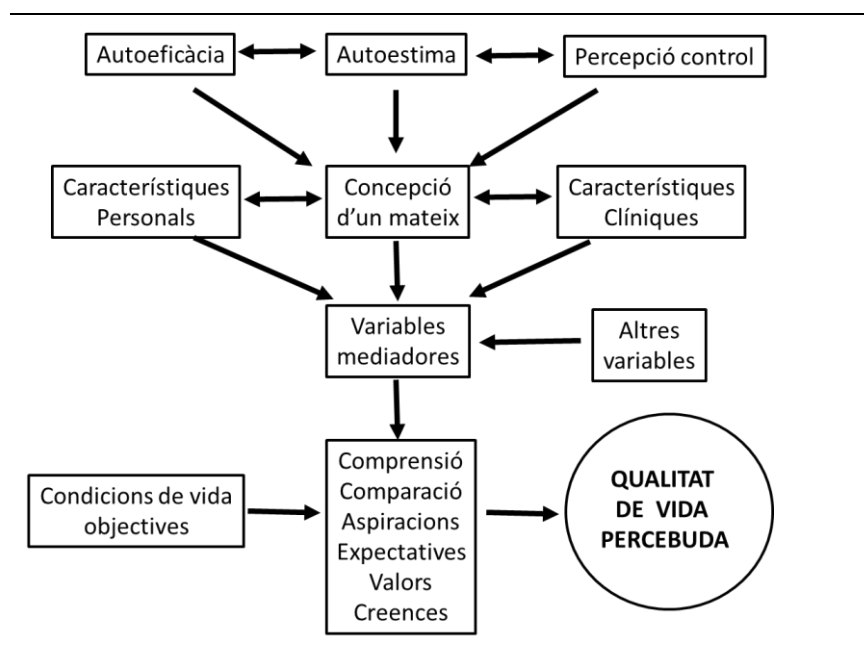 Autoeficàcia
Autoestima
Percepció control
Característiques
Personals
Concepció
d'un mateix
Característiques
Clíniques
Variables
mediadores
Altres
variables
Condicions de vida
objectives
Comprensió
Comparació
Aspiracions
Expectatives
Valors
Creences
QUALITAT
DE VIDA
PERCEBUDA